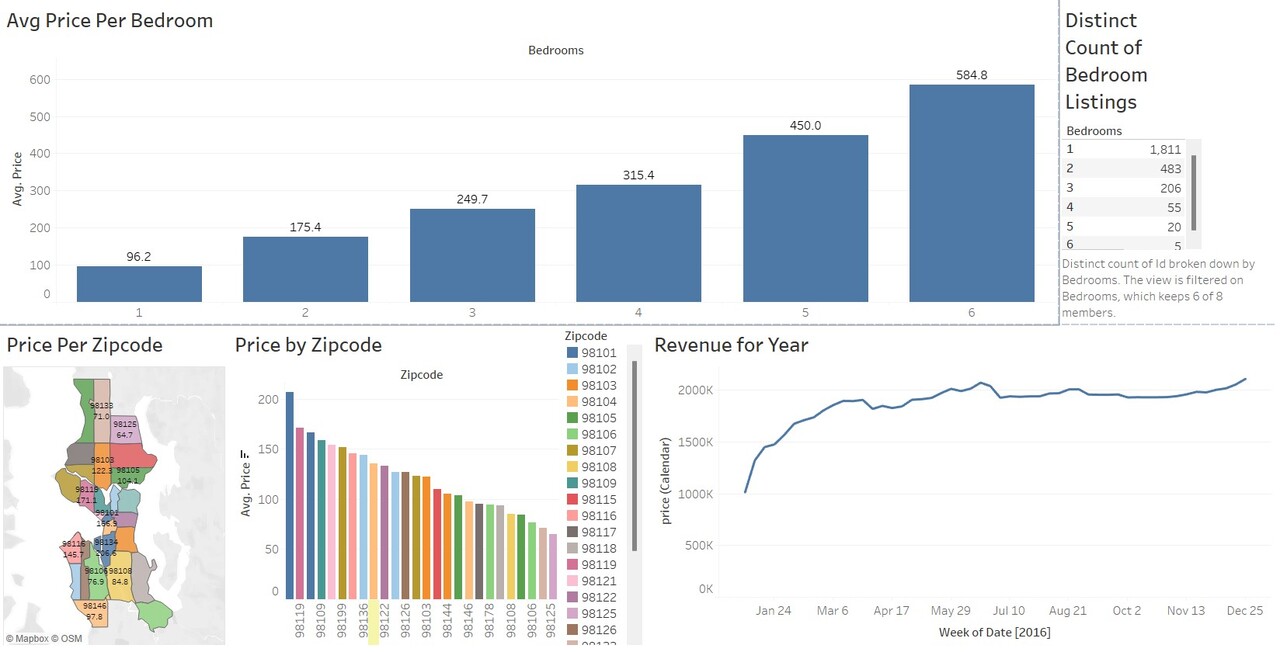 Avg Price Per Bedroom
Bedrooms
Avg. Price
600
500
400
300
200
100
0
96.2
175.4
249.7
315.4
450.0
584.8
1
2
3
4
5
6
Distinct
Count of
Bedroom
Listings
Bedrooms
1 1,811
2 483
3 206
4 55
5 20
6 5
Distinct count of Id broken down by
Bedrooms. The view is filtered on
Bedrooms, which keeps 6 of 8
members.
Price Per Zipcode
98133
71.0
98125
64.7
98103
122.3
98105
104.1
98119
171.1
98101
98116
145.7
98134
206.6
98106
76.9
98108
84.8
98146
97.8
© Mapbox © OSM
Price by Zipcode
Zipcode
Avg. Price
200
150
100
50
0
98119
98109
98199
98136
98122
98126
98103
98144
98146
98178
98108
98106
98125
Zipcode
98101
98102
98103
98104
98105
98106
98107
98108
98109
98115
98116
98117
98118
98119
98121
98122
98125
98126
Revenue for Year
price (Calendar)
2000K
1500K
1000K
500K
0K
Jan 24
Mar 6
Apr 17
May 29
Jul 10
Aug 21
Oct 2
Nov 13
Dec 25
Week of Date [2016]